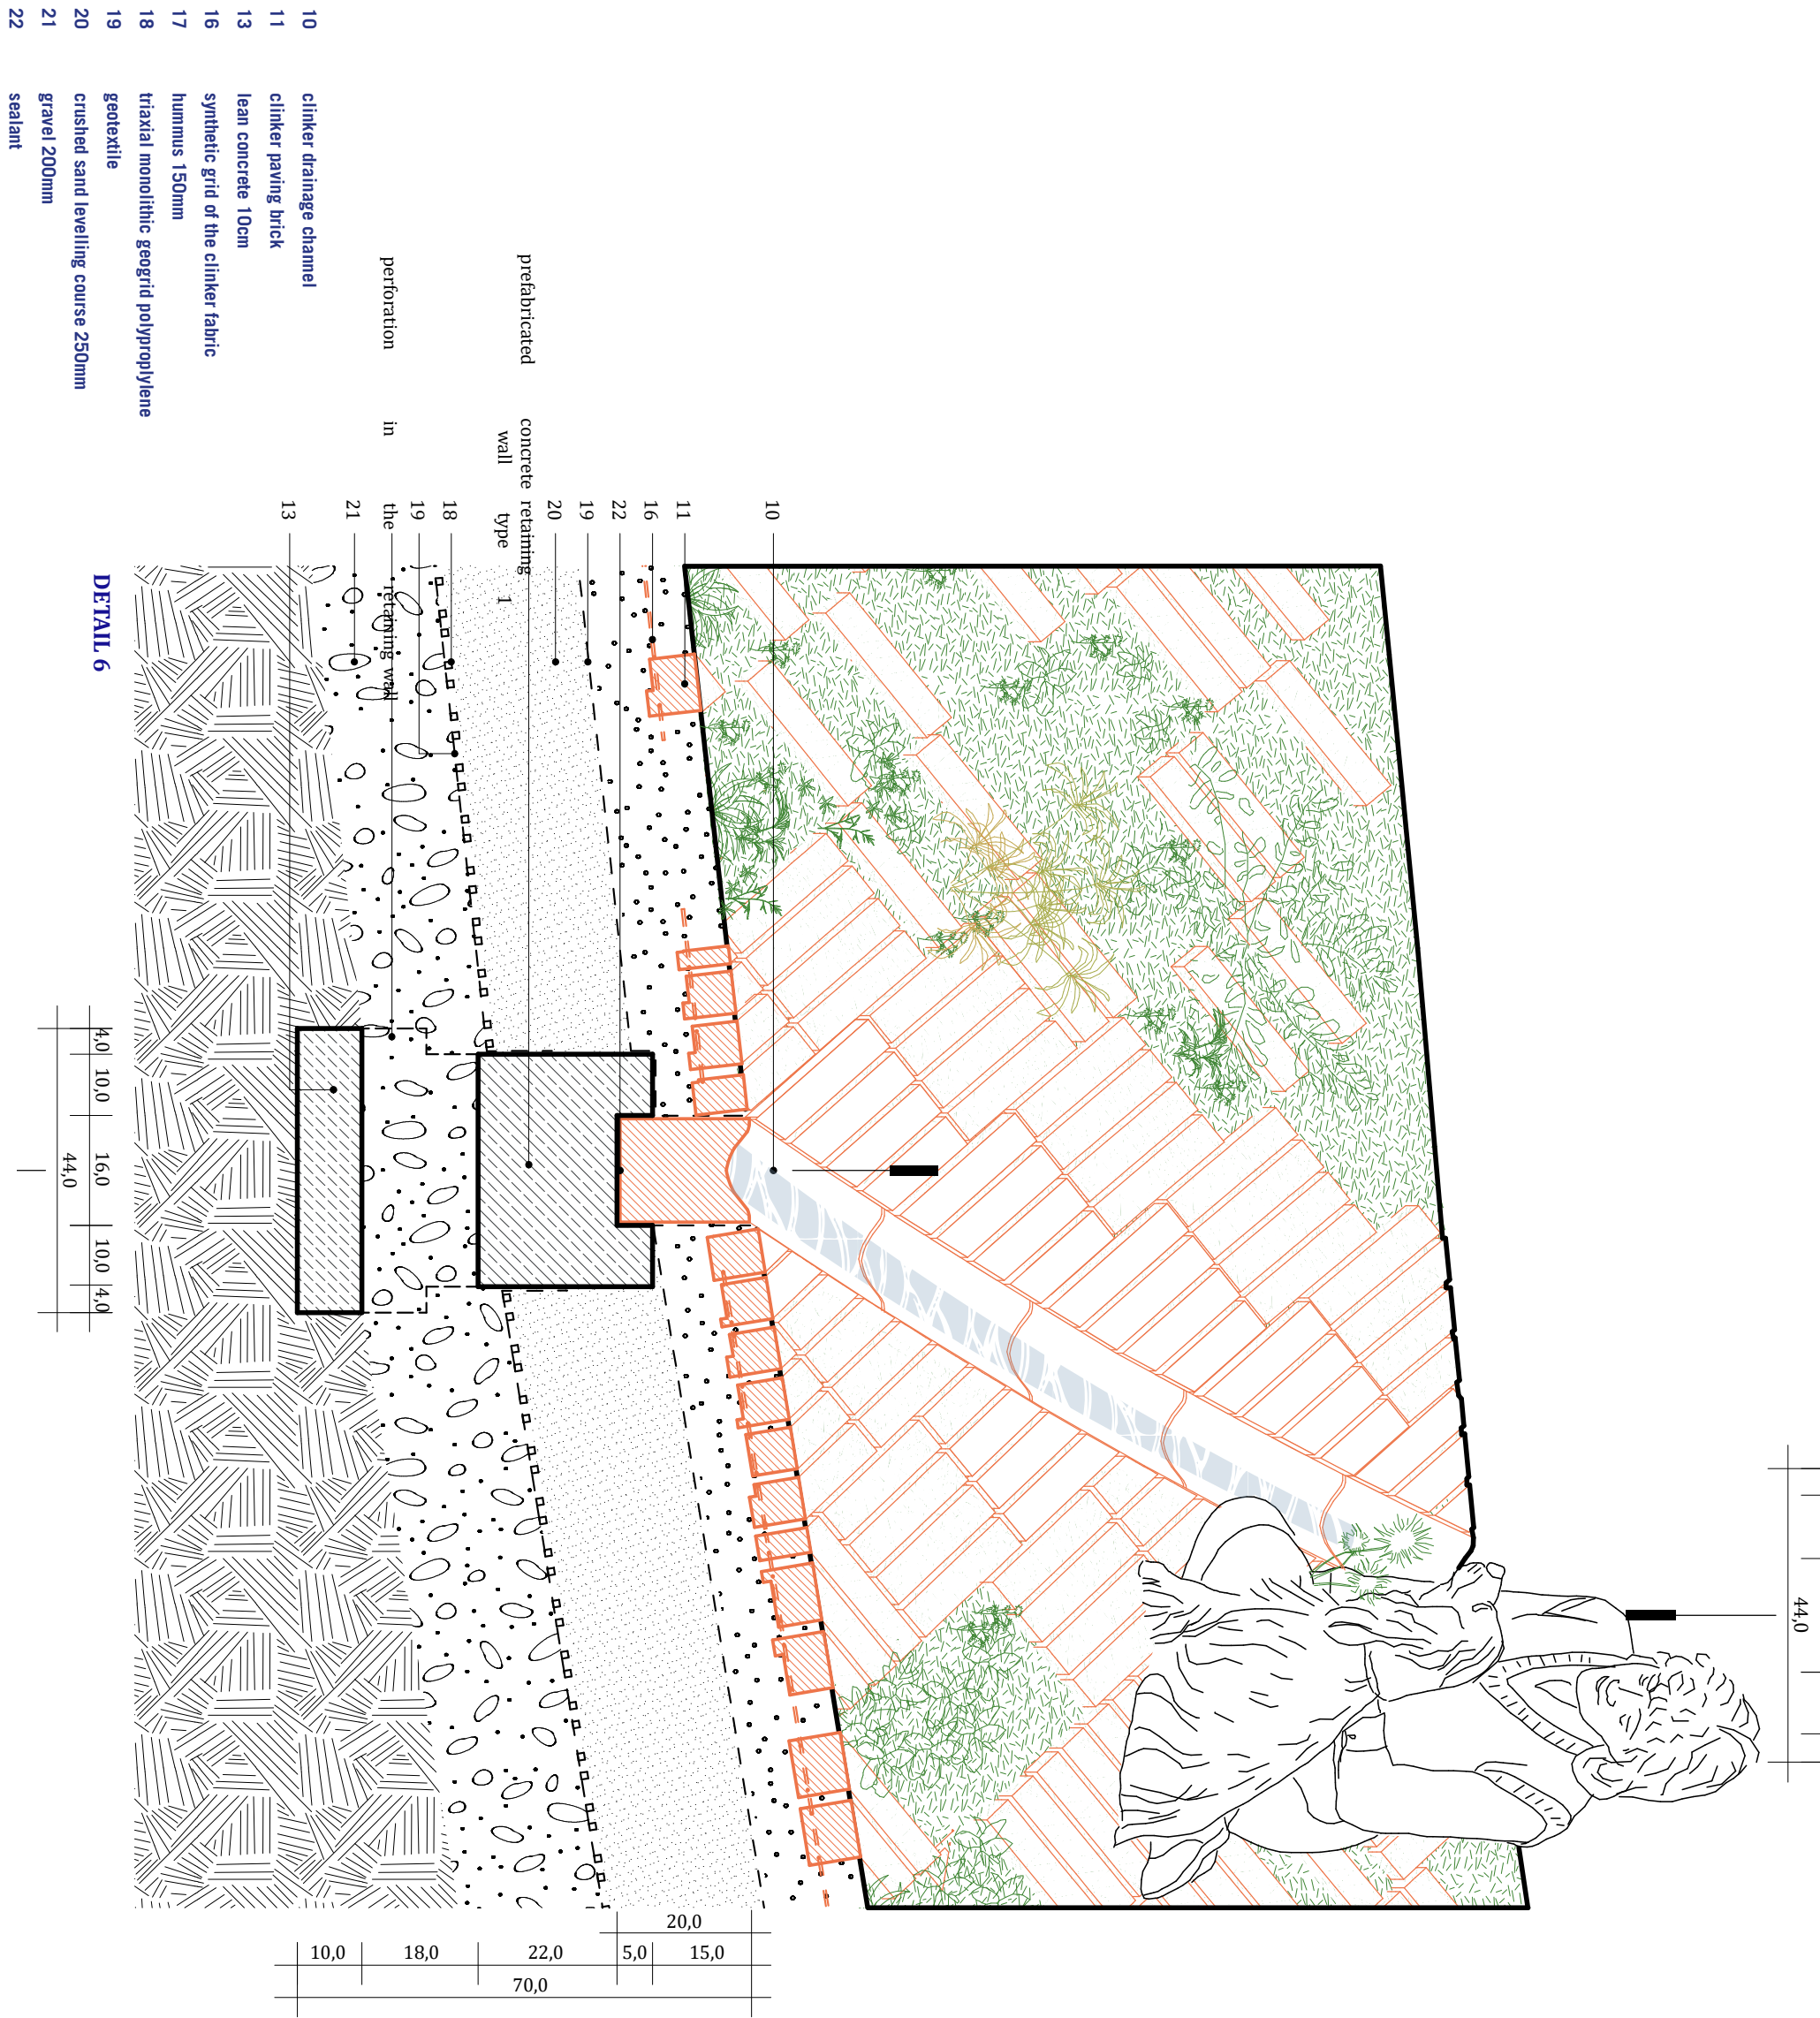 10 clinker drainage channel
11 clinker paving brick
13 lean concrete 10cm
16 synthetic grid of the clinker fabric
17 hummus 150mm
18 triaxial monolithic geogrid polyproplylene
19 geotextile
20 crushed sand levelling course 250mm
21 gravel 200mm
22 sealant
10
11
16
22
19
20
prefabricated concrete retaining
wall type 1
18
19
perforation in the retaining wall
21
13
DETAIL 6
4,0 10,0 16,0 10,0 4,0
44,0
44,0
20,0
10,0 18,0 22,0 5,0 15,0
70,0